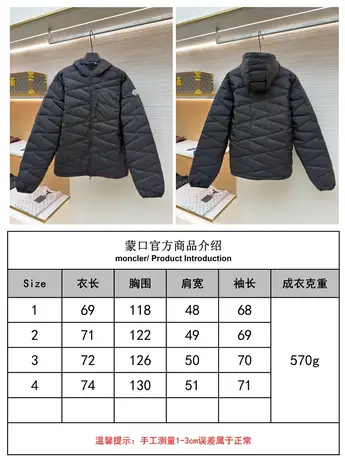 蒙口官方商品介绍
moncler/ Product Introduction
Size 衣长 胸围 肩宽 袖长 成衣克重
1 69 118 48 68
2 71 122 49 69
3 72 126 50 70
4 74 130 51 71
570g
温馨提示：手工测量1-3cm误差属于正常